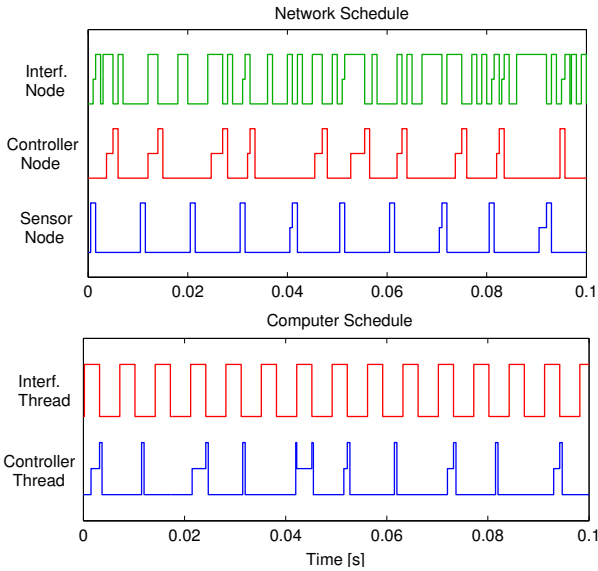 Network Schedule
Interf.
Node
Controller
Node
Sensor
Node
0 0.02 0.04 0.06 0.08 0.1
Computer Schedule
Interf.
Thread
Controller
Thread
0 0.02 0.04 0.06 0.08 0.1
Time [s]